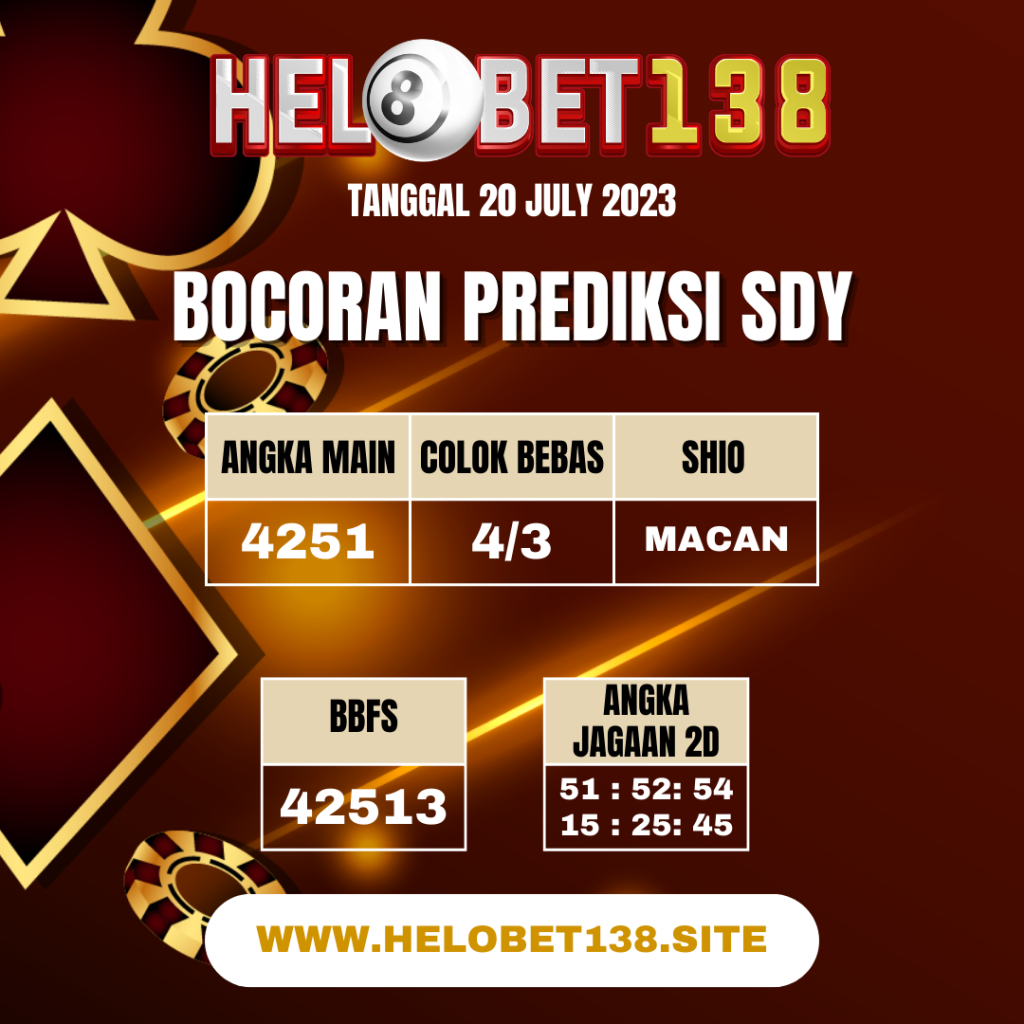 HELOBET138
TANGGAL 20 JULY 2023
BOCORAN PREDIKSI SDY
ANGKA MAIN COLOK BEBAS SHIO
4251 4/3 MACAN
BBFS
42513
ANGKA
JAGAAN 2D
51 : 52: 54
15 : 25: 45
WWW.HELOBET138.SITE